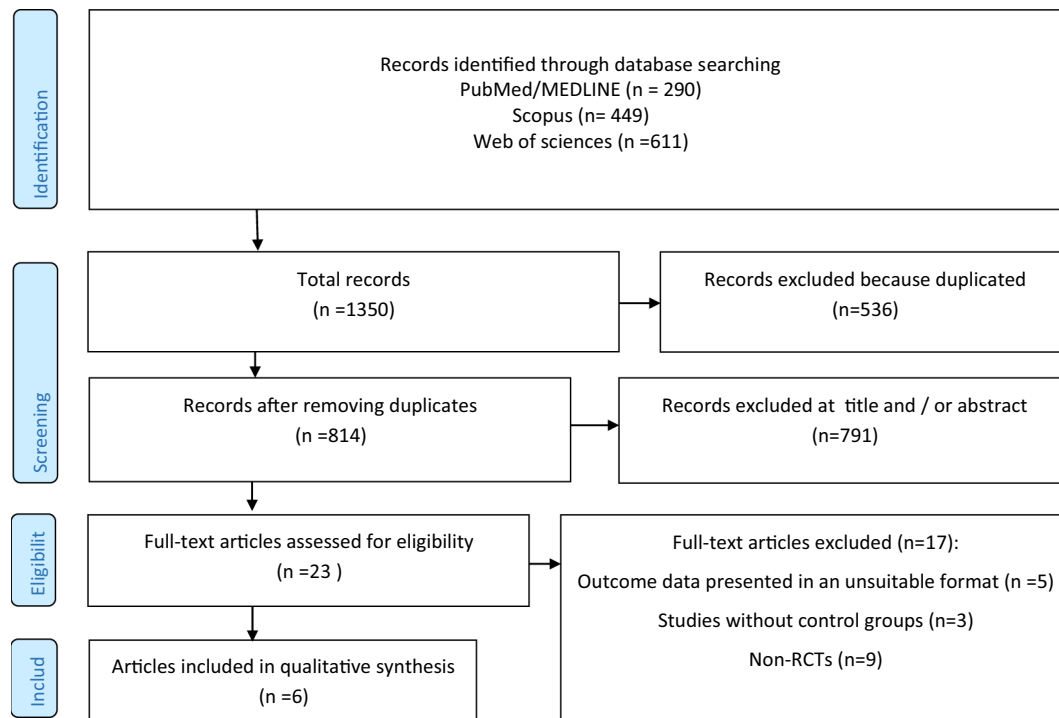 Identification
Records identified through database searching
PubMed/MEDLINE (n = 290)
Scopus (n= 449)
Web of sciences (n =611)
Screening
Total records
(n =1350)
Records excluded because duplicated
(n=536)
Records after removing duplicates
(n =814)
Records excluded at title and / or abstract
(n=791)
Eligibilit
Full-text articles assessed for eligibility
(n =23 )
Full-text articles excluded (n=17):
Outcome data presented in an unsuitable format (n =5)
Studies without control groups (n=3)
Non-RCTs (n=9)
Includ
Articles included in qualitative synthesis
(n =6)